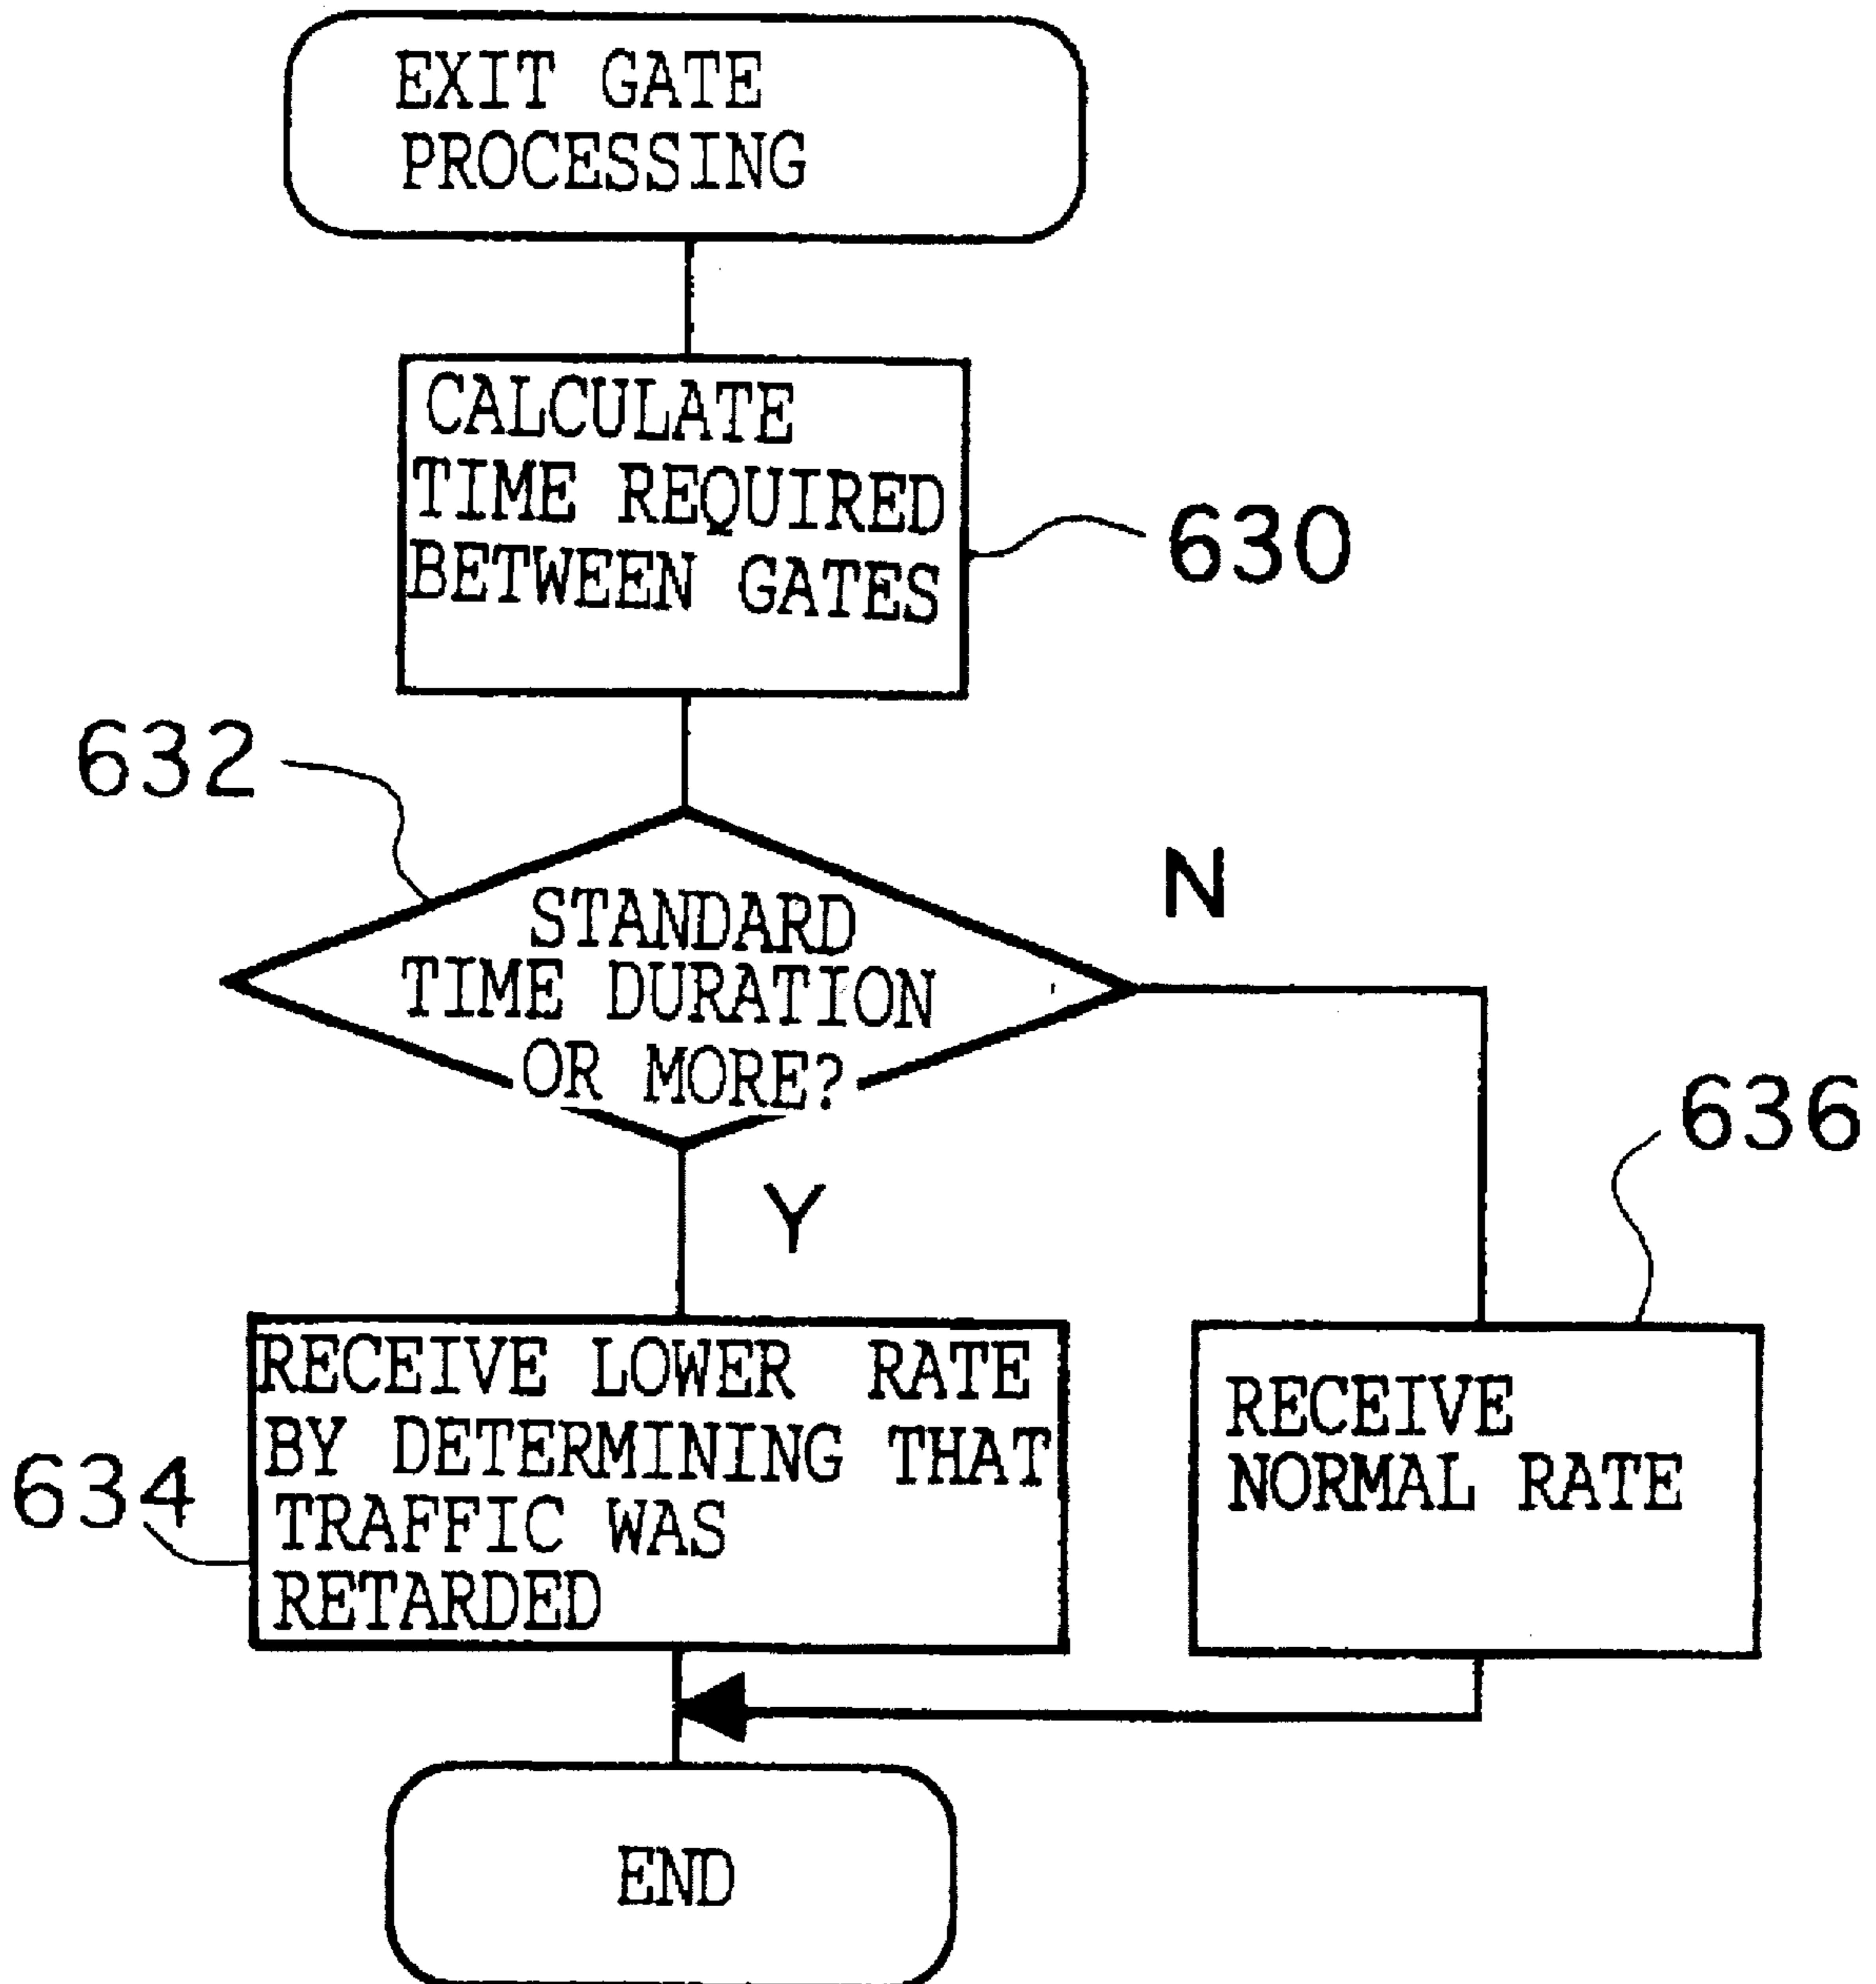 EXIT GATE
PROCESSING
CALCULATE
TIME REQUIRED
BETWEEN GATES
630
632
STANDARD
TIME DURATION
OR MORE?
N
Y
636
RECEIVE LOWER RATE
BY DETERMINING THAT
TRAFFIC WAS
RETARDED
634
RECEIVE
NORMAL RATE
END